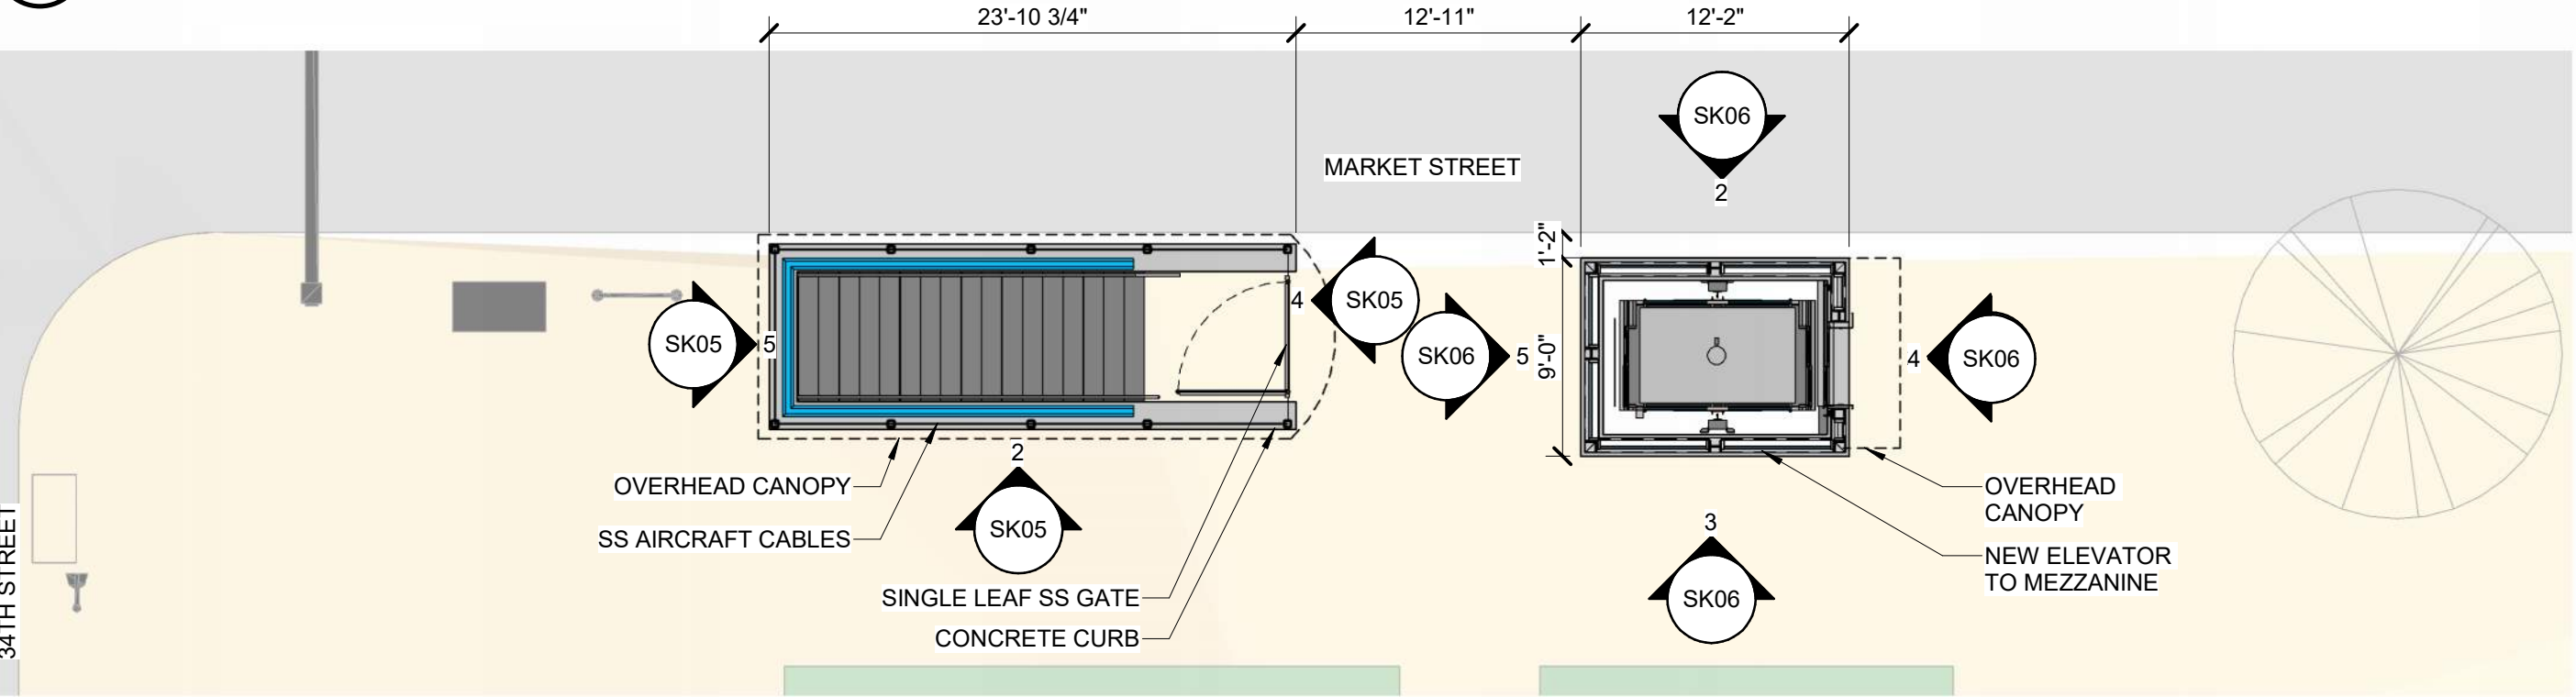 23'-10 3/4"
12'-11"
12'-2"
SK06
2
MARKET STREET
1'-2"
9'-0"
SK05
5
4
SK05
SK06
5
4
SK06
2
SK05
OVERHEAD CANOPY
SS AIRCRAFT CABLES
SINGLE LEAF SS GATE
CONCRETE CURB
3
SK06
OVERHEAD
CANOPY
NEW ELEVATOR
TO MEZZANINE
34TH STREET